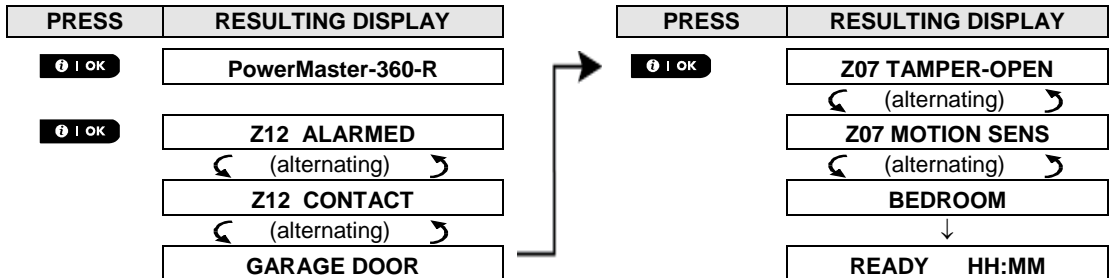 PRESS RESULTING DISPLAY
i | OK PowerMaster-360-R
i | OK Z12 ALARMED
(alternating)
Z12 CONTACT
(alternating)
GARAGE DOOR
PRESS RESULTING DISPLAY
i | OK Z07 TAMPER-OPEN
(alternating)
Z07 MOTION SENS
(alternating)
BEDROOM
↓
READY HH:MM